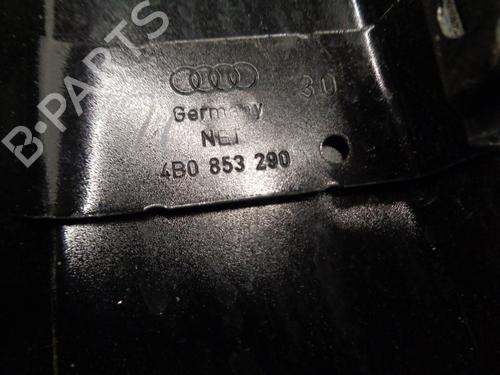 30
Germany
NEI
4B0 853 290
B-PARTS